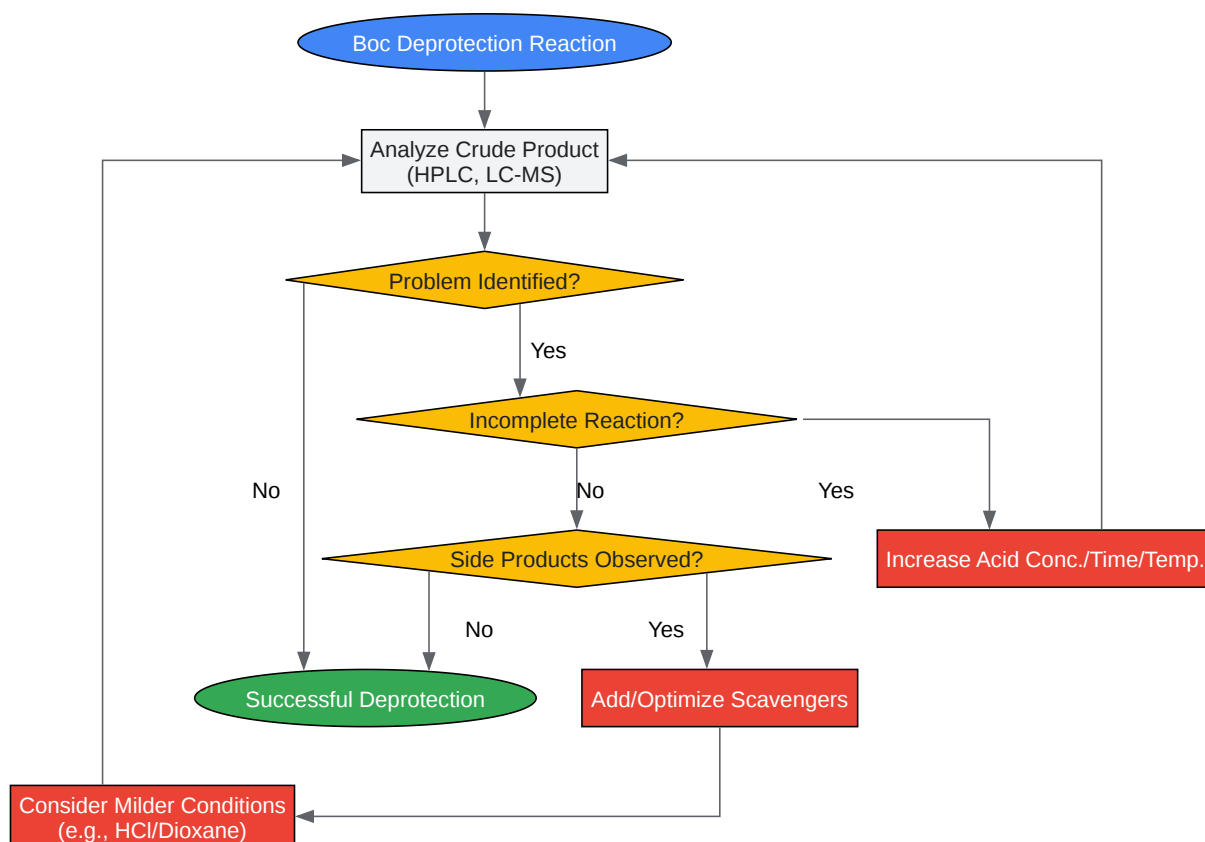 Boc Deprotection Reaction
Analyze Crude Product
(HPLC, LC-MS)
Problem Identified?
Yes
Incomplete Reaction?
No
No
Yes
Side Products Observed?
Increase Acid Conc./Time/Temp.
No
Yes
Successful Deprotection
Add/Optimize Scavengers
Consider Milder Conditions
(e.g., HCl/Dioxane)